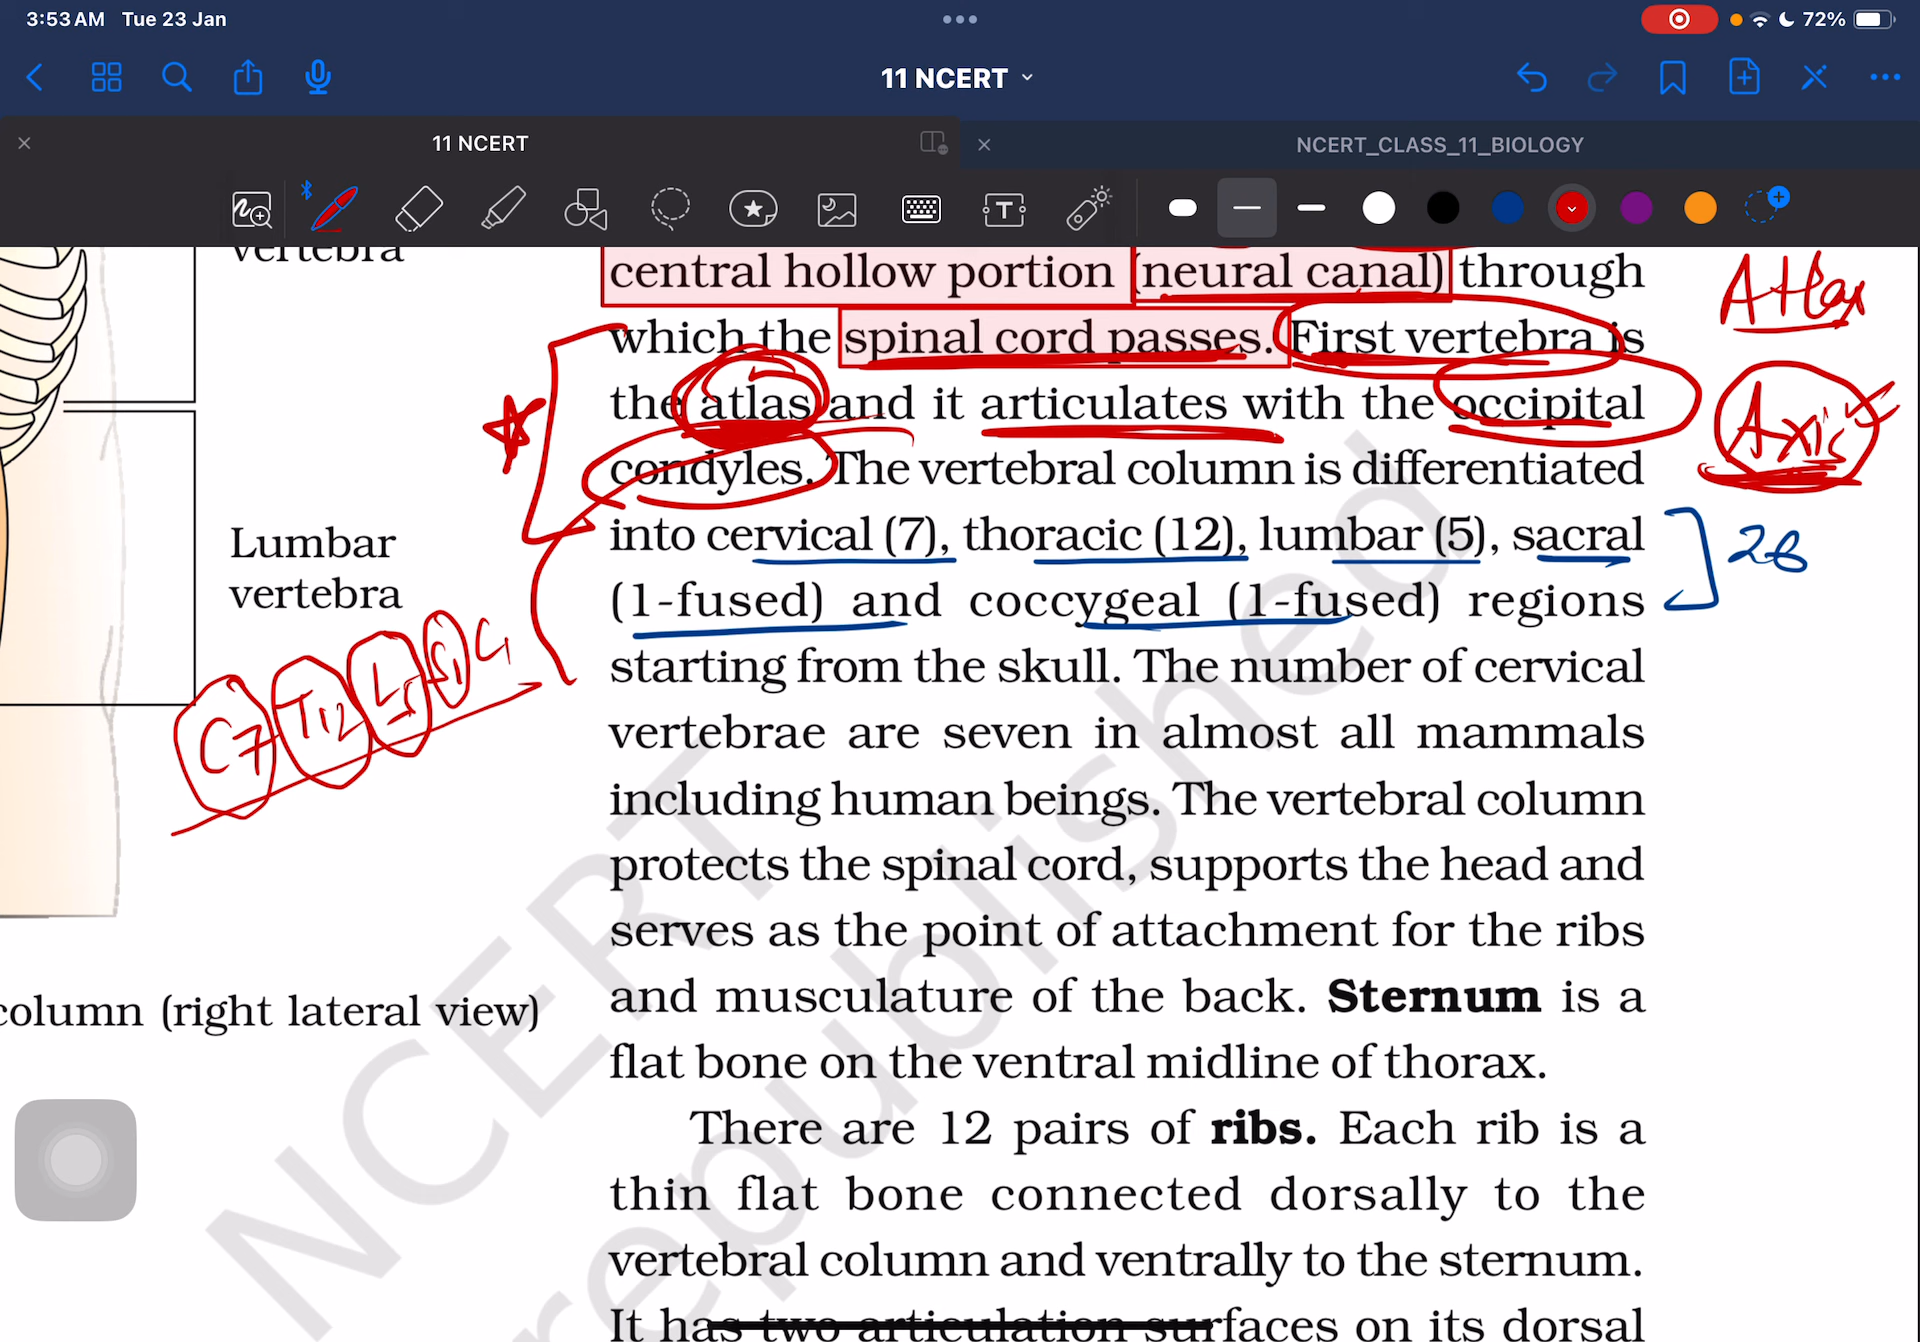 3:53 AM Tue 23 Jan
72%
11 NCERT
11 NCERT
NCERT_CLASS_11_BIOLOGY
vertebra
central hollow portion (neural canal) through
which the spinal cord passes. First vertebra is
the atlas and it articulates with the occipital
condyles. The vertebral column is differentiated
into cervical (7), thoracic (12), lumbar (5), sacral
(1-fused) and coccygeal (1-fused) regions
starting from the skull. The number of cervical
vertebrae are seven in almost all mammals
including human beings. The vertebral column
protects the spinal cord, supports the head and
serves as the point of attachment for the ribs
and musculature of the back. Sternum is a
flat bone on the ventral midline of thorax.
There are 12 pairs of ribs. Each rib is a
thin flat bone connected dorsally to the
vertebral column and ventrally to the sternum.
It has two articulation surfaces on its dorsal
Atlas
Axis
26
Lumbar
vertebra
C7 T12 L5 S1 C1
column (right lateral view)
NCERT
republished